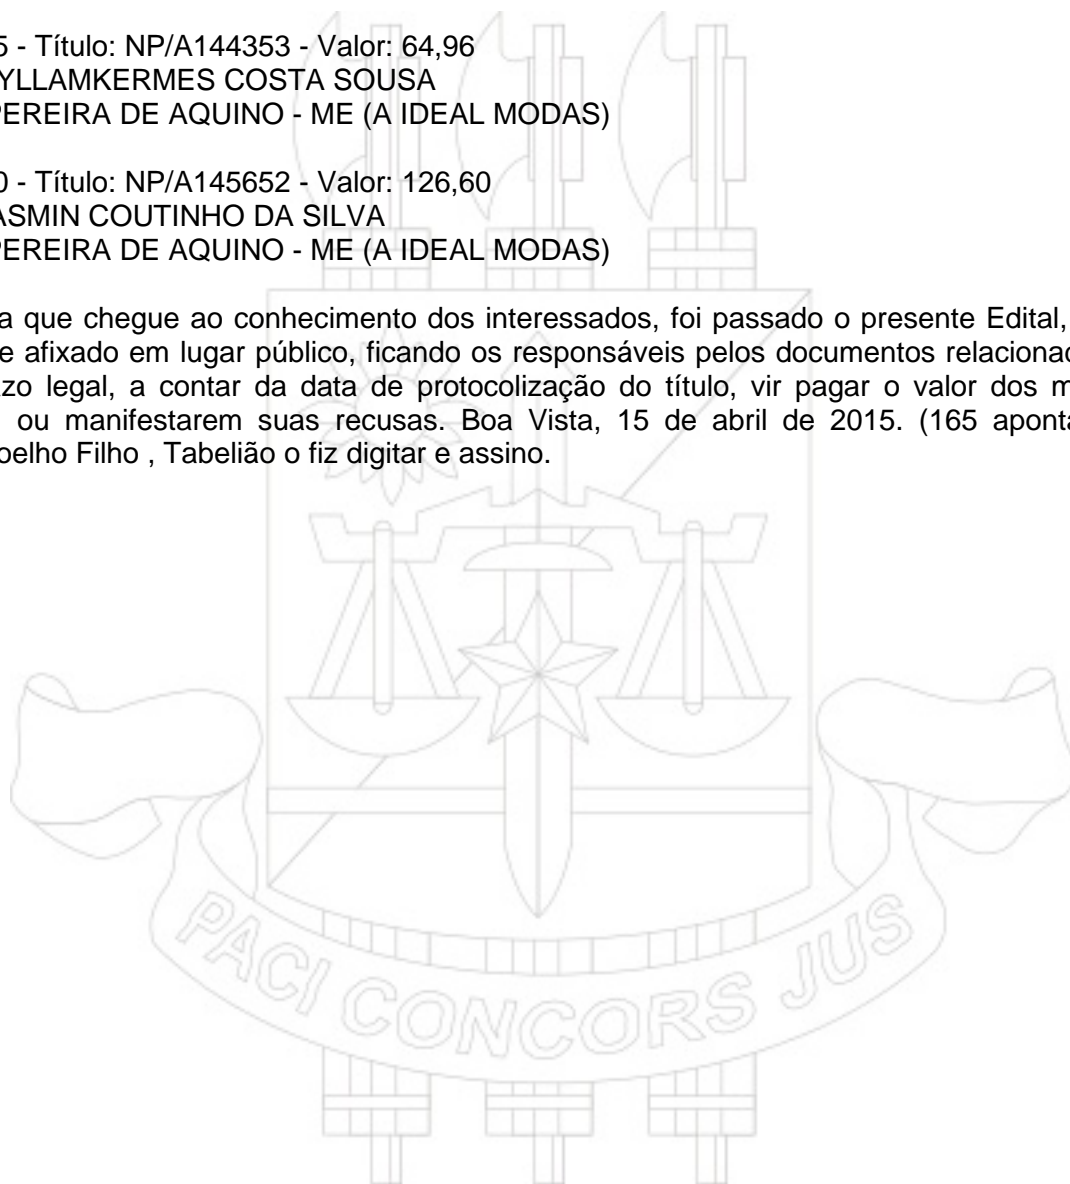 5 - Título: NP/A144353 - Valor: 64,96
YLLAMKERMES COSTA SOUSA
PEREIRA DE AQUINO - ME (A IDEAL MODAS)
0 - Título: NP/A145652 - Valor: 126,60
ASMIN COUTINHO DA SILVA
PEREIRA DE AQUINO - ME (A IDEAL MODAS)
a que chegue ao conhecimento dos interessados, foi passado o presente Edital,
e afixado em lugar público, ficando os responsáveis pelos documentos relacionad
azo legal, a contar da data de protocolização do título, vir pagar o valor dos m
ou manifestarem suas recusas. Boa Vista, 15 de abril de 2015. (165 aponta
oelho Filho , Tabelião o fiz digitar e assino.
PACI CONCORS JUS